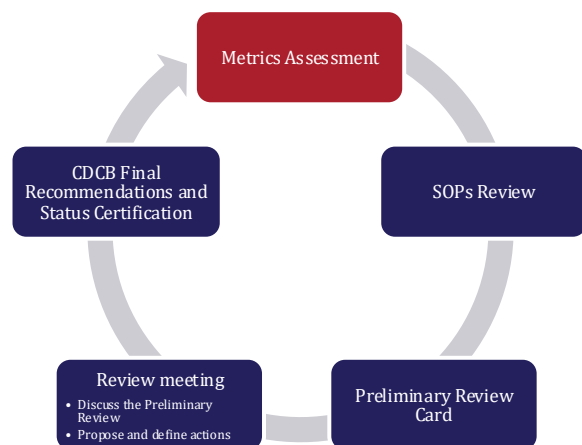 Metrics Assessment
SOPs Review
Preliminary Review
Card
Review meeting
• Discuss the Preliminary
Review
• Propose and define actions
CDCB Final
Recommendations and
Status Certification